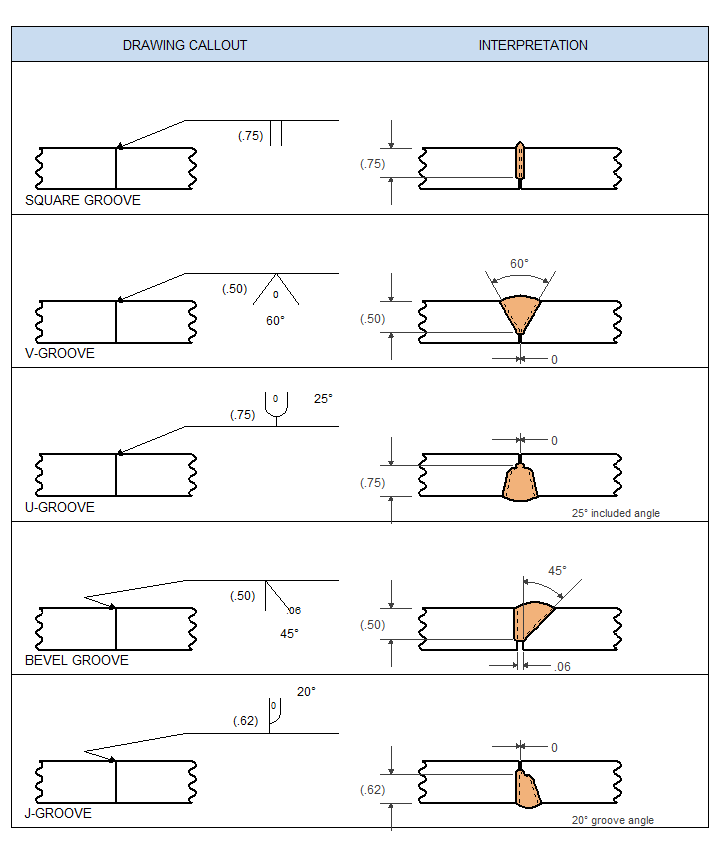 DRAWING CALLOUT
INTERPRETATION
(.75)
(.75)
SQUARE GROOVE
(.50)
0
60°
60°
(.50)
0
V-GROOVE
0
25°
(.75)
0
(.75)
U-GROOVE
25° included angle
(.50)
.06
45°
45°
(.50)
.06
BEVEL GROOVE
20°
0
(.62)
0
(.62)
J-GROOVE
20° groove angle